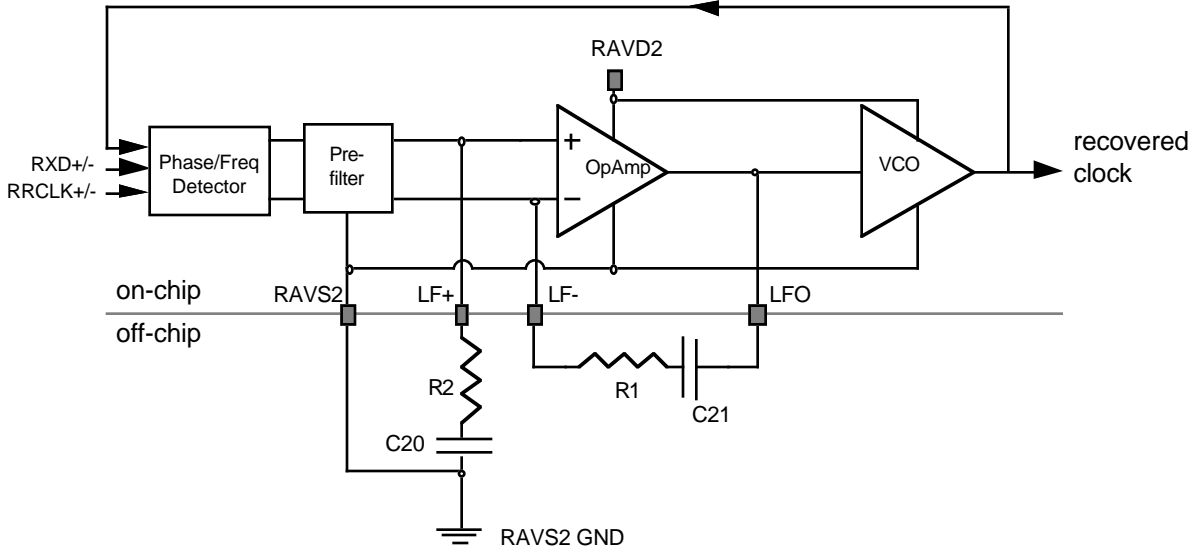 RAVD2
RXD+/-
RRCLK+/-
Phase/Freq
Detector
Pre-
filter
+
−
OpAmp
VCO
recovered
clock
on-chip
RAVS2
LF+
LF-
LFO
off-chip
R2
R1
C21
C20
RAVS2 GND